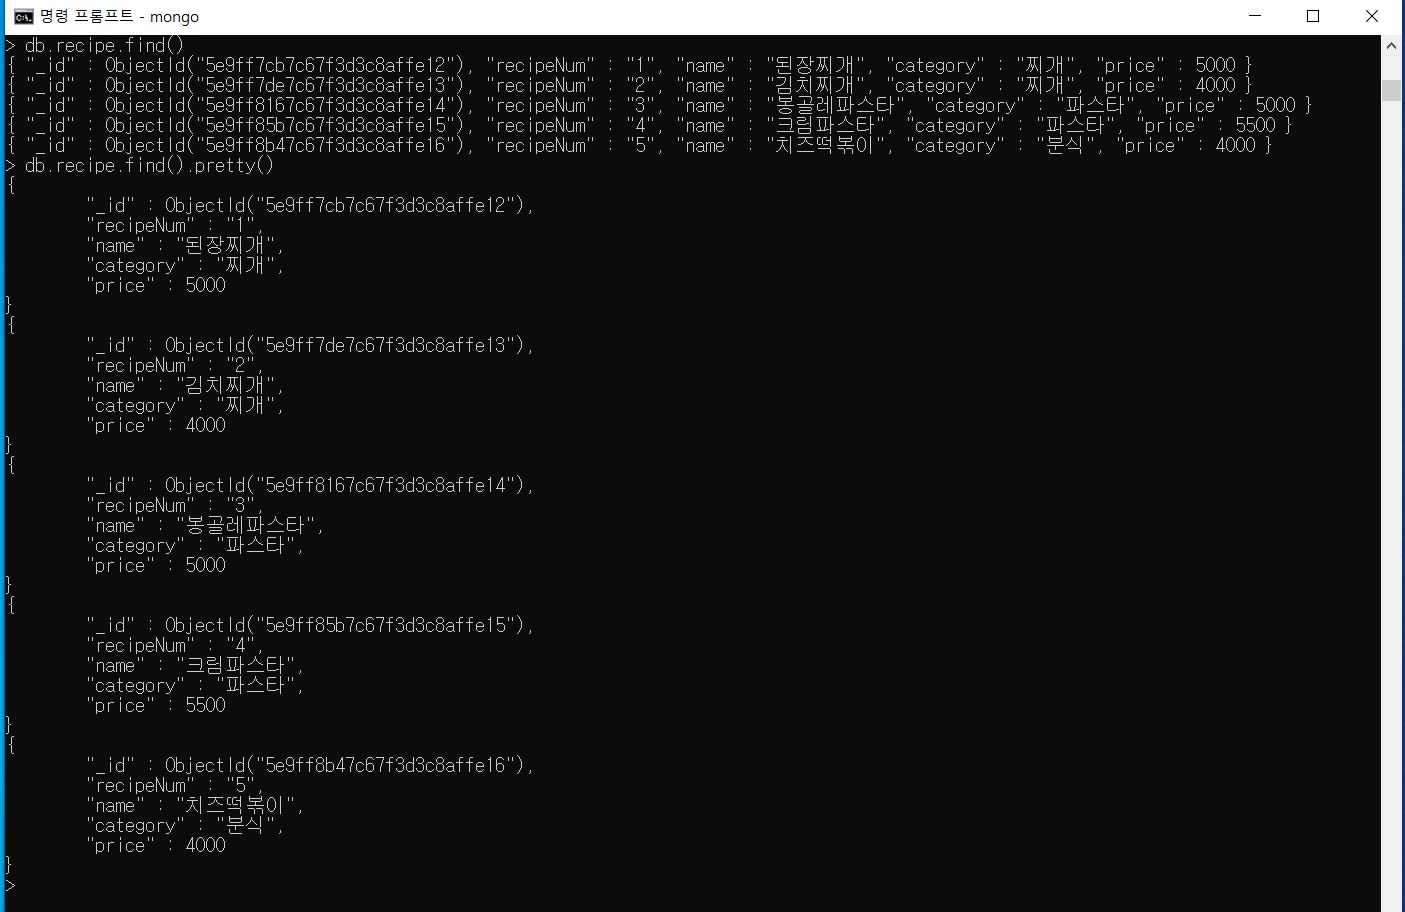 명령 프롬프트 - mongo
> db.recipe.find()
{ "_id" : ObjectId("5e9ff7cb7c67f3d3c8affe12"), "recipeNum" : "1", "name" : "된장찌개", "category" : "찌개", "price" : 5000 }
{ "_id" : ObjectId("5e9ff7de7c67f3d3c8affe13"), "recipeNum" : "2", "name" : "김치찌개", "category" : "찌개", "price" : 4000 }
{ "_id" : ObjectId("5e9ff8167c67f3d3c8affe14"), "recipeNum" : "3", "name" : "봉골레파스타", "category" : "파스타", "price" : 5000 }
{ "_id" : ObjectId("5e9ff85b7c67f3d3c8affe15"), "recipeNum" : "4", "name" : "크림파스타", "category" : "파스타", "price" : 5500 }
{ "_id" : ObjectId("5e9ff8b47c67f3d3c8affe16"), "recipeNum" : "5", "name" : "치즈떡볶이", "category" : "분식", "price" : 4000 }
> db.recipe.find().pretty()
{
"_id" : ObjectId("5e9ff7cb7c67f3d3c8affe12"),
"recipeNum" : "1",
"name" : "된장찌개",
"category" : "찌개",
"price" : 5000
}
{
"_id" : ObjectId("5e9ff7de7c67f3d3c8affe13"),
"recipeNum" : "2",
"name" : "김치찌개",
"category" : "찌개",
"price" : 4000
}
{
"_id" : ObjectId("5e9ff8167c67f3d3c8affe14"),
"recipeNum" : "3",
"name" : "봉골레파스타",
"category" : "파스타",
"price" : 5000
}
{
"_id" : ObjectId("5e9ff85b7c67f3d3c8affe15"),
"recipeNum" : "4",
"name" : "크림파스타",
"category" : "파스타",
"price" : 5500
}
{
"_id" : ObjectId("5e9ff8b47c67f3d3c8affe16"),
"recipeNum" : "5",
"name" : "치즈떡볶이",
"category" : "분식",
"price" : 4000
}
>